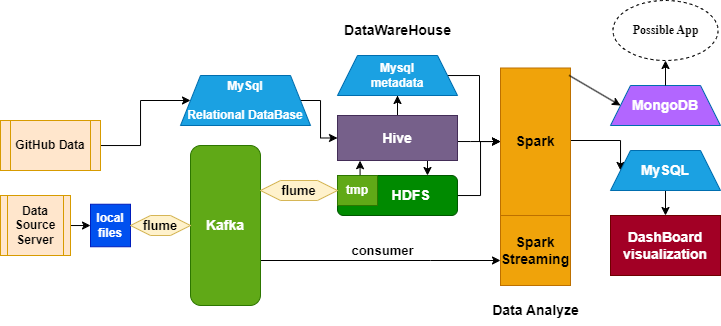 DataWareHouse
Possible App
MySql
Relational DataBase
Mysql
metadata
MongoDB
GitHub Data
Hive
Spark
MySQL
flume
tmp
HDFS
Data
Source
Server
local
files
flume
Kafka
consumer
Spark
Streaming
DashBoard
visualization
Data Analyze